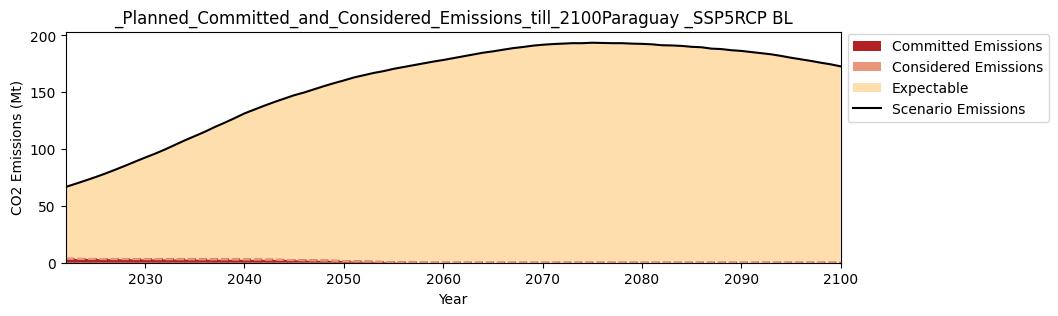 _Planned_Committed_and_Considered_Emissions_till_2100Paraguay _SSP5RCP BL
200
150
100
50
0
CO2 Emissions (Mt)
2030 2040 2050 2060 2070 2080 2090 2100
Year
Committed Emissions
Considered Emissions
Expectable
Scenario Emissions